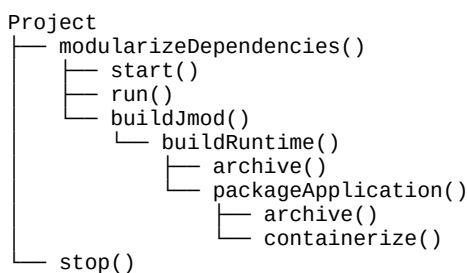 Project
├── modularizeDependencies()
│   ├── start()
│   ├── run()
│   └── buildJmod()
│       └── buildRuntime()
│           ├── archive()
│           └── packageApplication()
│               ├── archive()
│               └── containerize()
└── stop()